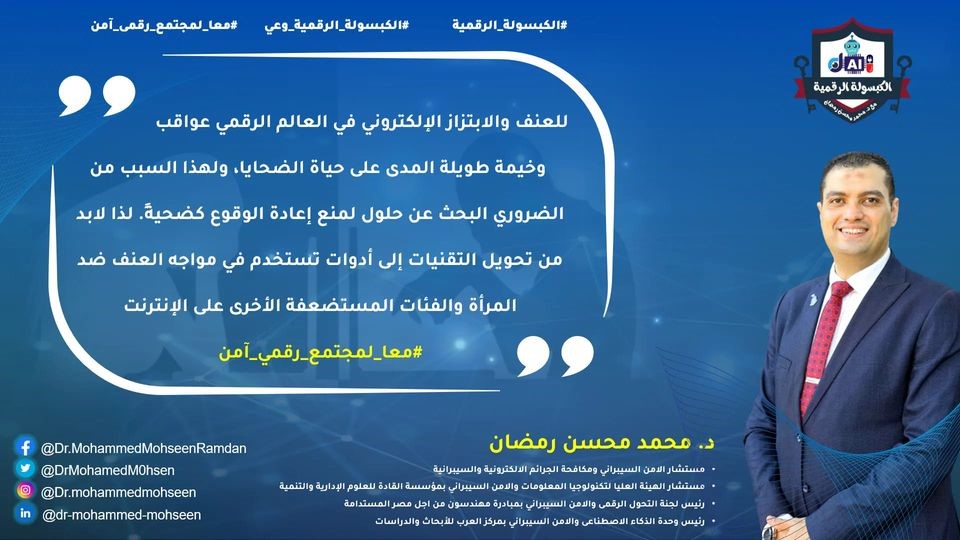 #الكبسولة_الرقمية #الكبسولة_الرقمية_وعي #معا_لمجتمع_رقمى_آمن
AI
الكبسولة الرقمية
مع د. محمد محسن رمضان
للعنف والابتزاز الإلكتروني في العالم الرقمي عواقب
وخيمة طويلة المدى على حياة الضحايا، ولهذا السبب من
الضروري البحث عن حلول لمنع إعادة الوقوع كضحيةً. لذا لابد
من تحويل التقنيات إلى أدوات تستخدم في مواجه العنف ضد
المرأة والفئات المستضعفة الأخرى على الإنترنت
#معا_لمجتمع_رقمي_آمن
د. محمد محسن رمضان
• مستشار الامن السيبراني ومكافحة الجرائم الالكترونية والسيبرانية
• مستشار الهيئة العليا لتكنولوجيا المعلومات والامن السيبراني بمؤسسة القادة للعلوم الإدارية والتنمية
• رئيس لجنة التحول الرقمى والامن السيبراني بمبادرة مهندسون من اجل مصر المستدامة
• رئيس وحدة الذكاء الاصطناعى والامن السيبراني بمركز العرب للأبحاث والدراسات
@Dr.MohammedMohseenRamdan
@DrMohamedM0hsen
@Dr.mohammedmohseen
@dr-mohammed-mohseen